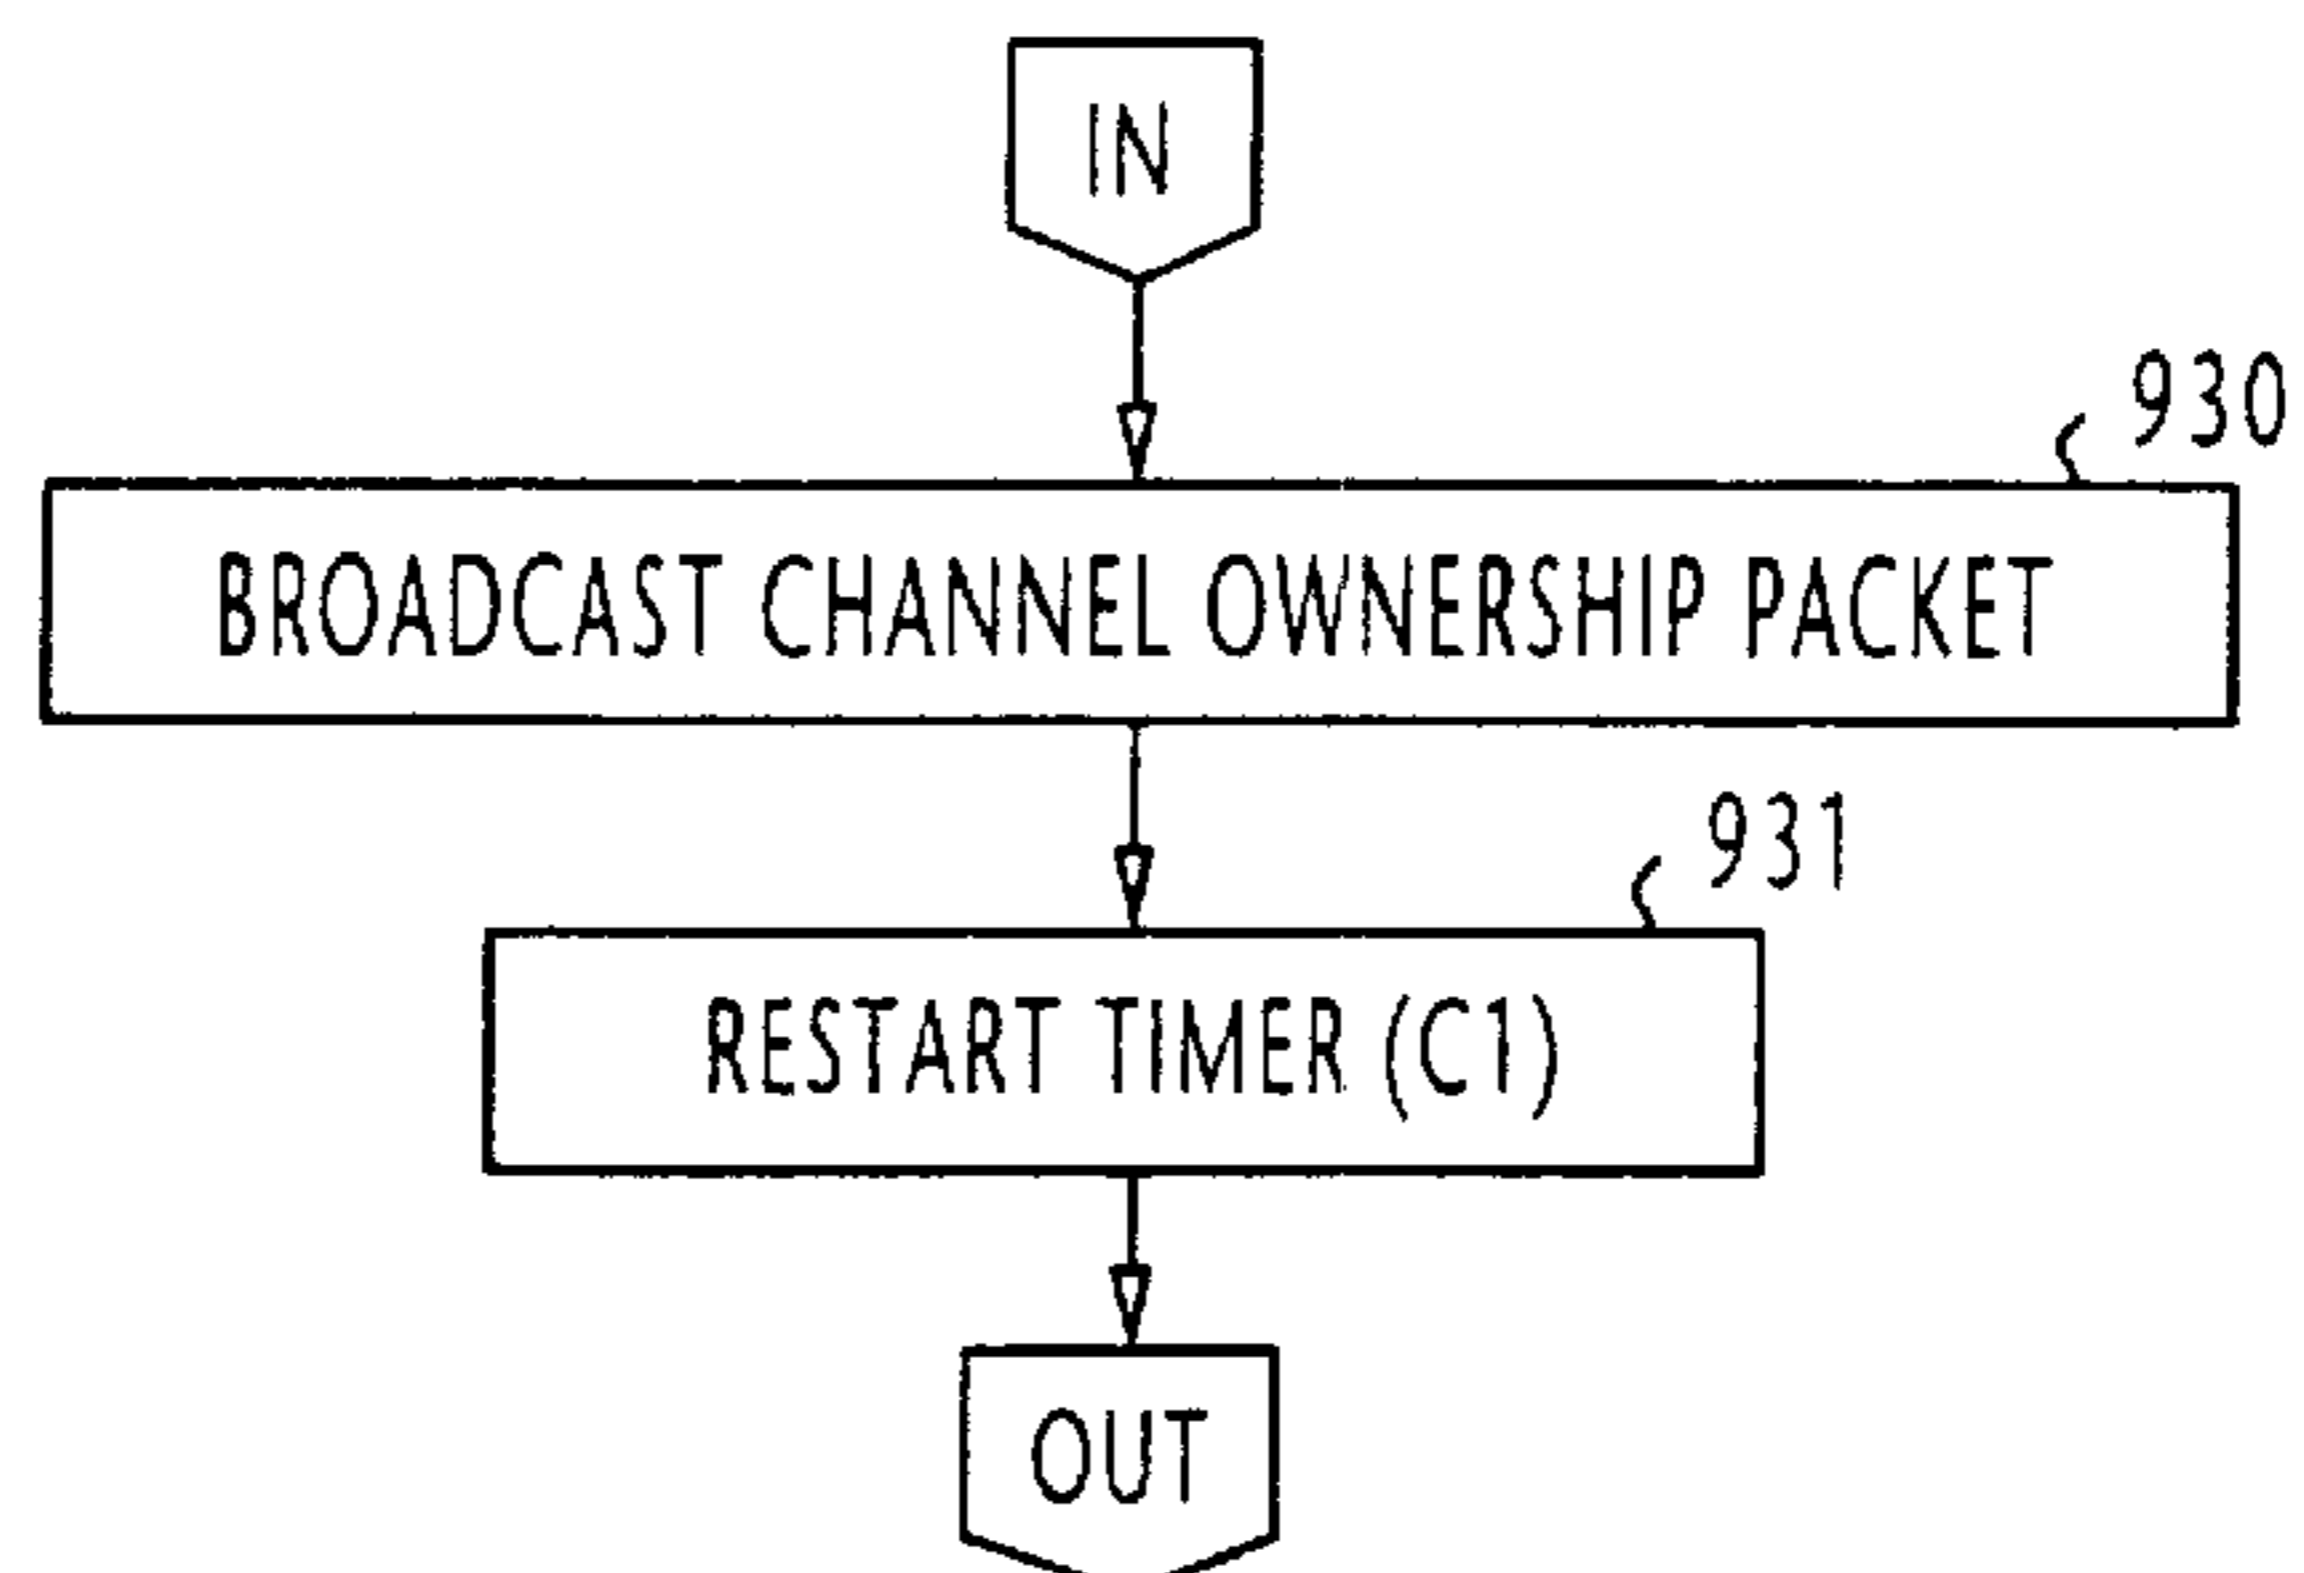 IN
930
BROADCAST CHANNEL OWNERSHIP PACKET
931
RESTART TIMER (C1)
OUT